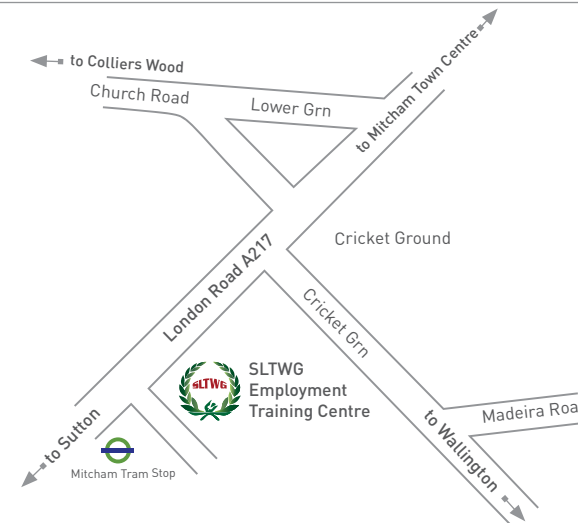 to Colliers Wood
Church Road
Lower Grn
to Mitcham Town Centre
Cricket Ground
London Road A217
Cricket Grn
SLTWG
SLTWG
Employment
Training Centre
Madeira Roa
to Wallington
to Sutton
Mitcham Tram Stop